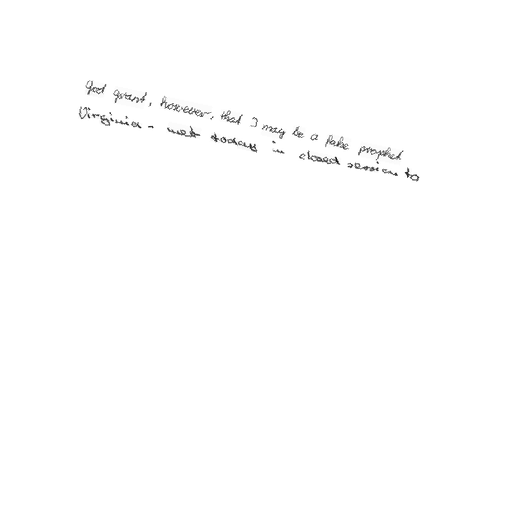 God grant, however, that I may be a false prophet
Virginia - met today in closed session to